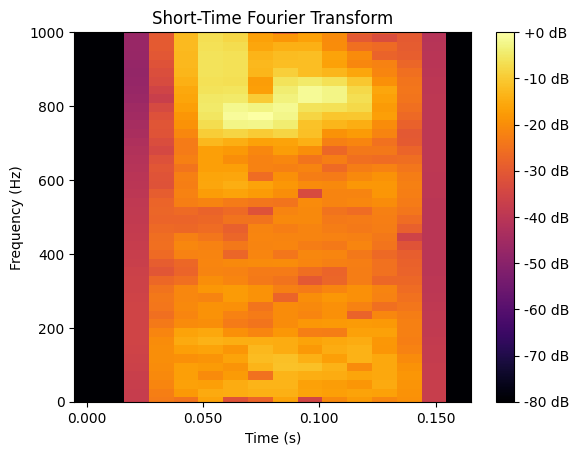 Short-Time Fourier Transform
1000
800
600
400
200
0
Frequency (Hz)
0.000 0.050 0.100 0.150
Time (s)
+0 dB
-10 dB
-20 dB
-30 dB
-40 dB
-50 dB
-60 dB
-70 dB
-80 dB